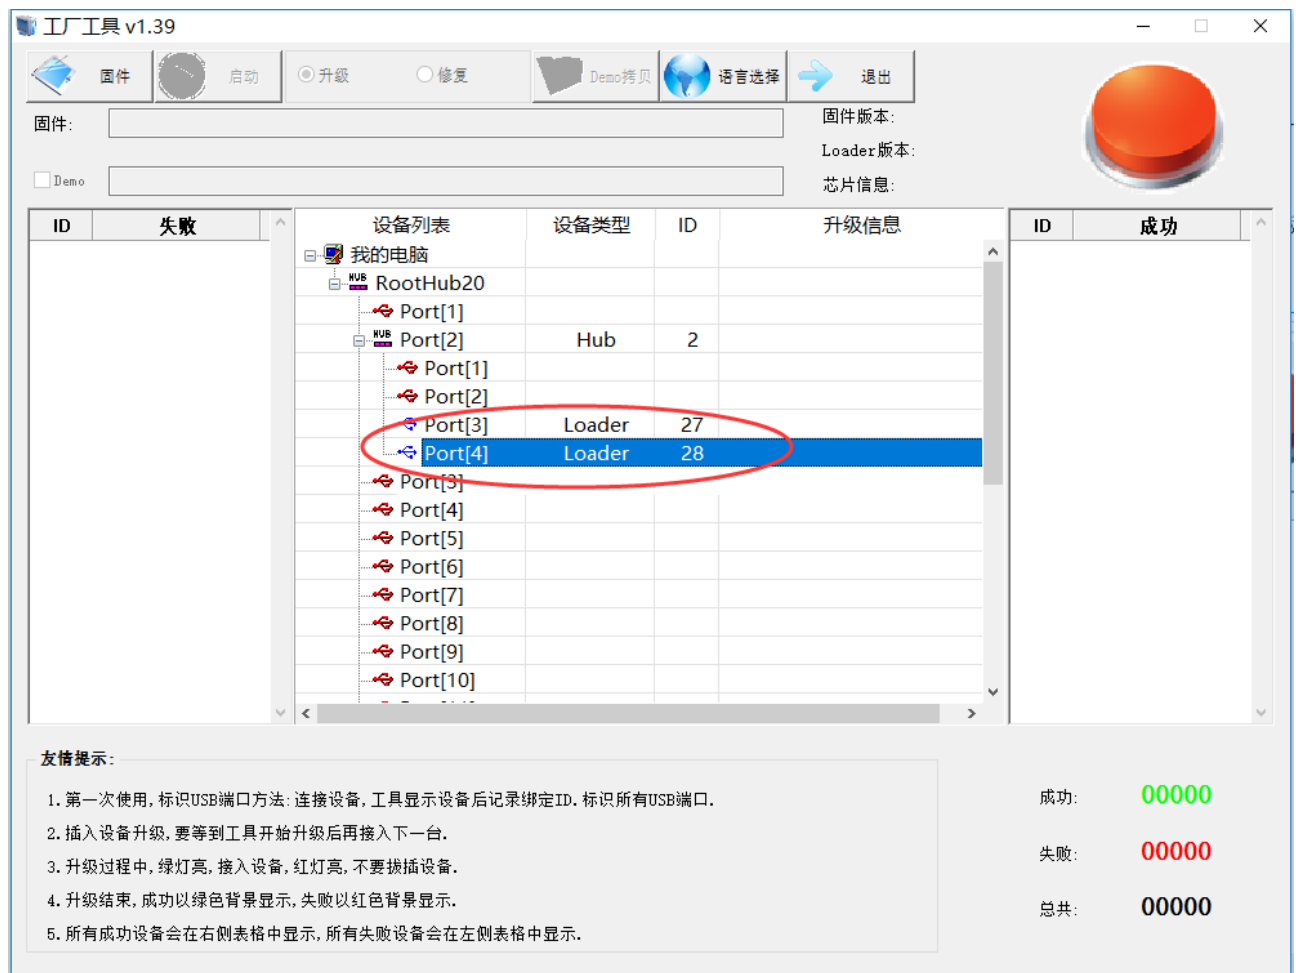 工厂工具 v1.39
固件 启动 升级 修复 Demo拷贝 语言选择 退出
固件: 固件版本:
Loader版本:
Demo 芯片信息:
ID 失败 设备列表 设备类型 ID 升级信息 ID 成功
我的电脑
HUB RootHub20
Port[1]
HUB Port[2] Hub 2
Port[1]
Port[2]
Port[3] Loader 27
Port[4] Loader 28
Port[3]
Port[4]
Port[5]
Port[6]
Port[7]
Port[8]
Port[9]
Port[10]
友情提示:
1.第一次使用,标识USB端口方法:连接设备,工具显示设备后记录绑定ID.标识所有USB端口.
2.插入设备升级,要等到工具开始升级后再接入下一台.
3.升级过程中,绿灯亮,接入设备,红灯亮,不要拔插设备.
4.升级结束,成功以绿色背景显示,失败以红色背景显示.
5.所有成功设备会在右侧表格中显示,所有失败设备会在左侧表格中显示.
成功: 00000
失败: 00000
总共: 00000